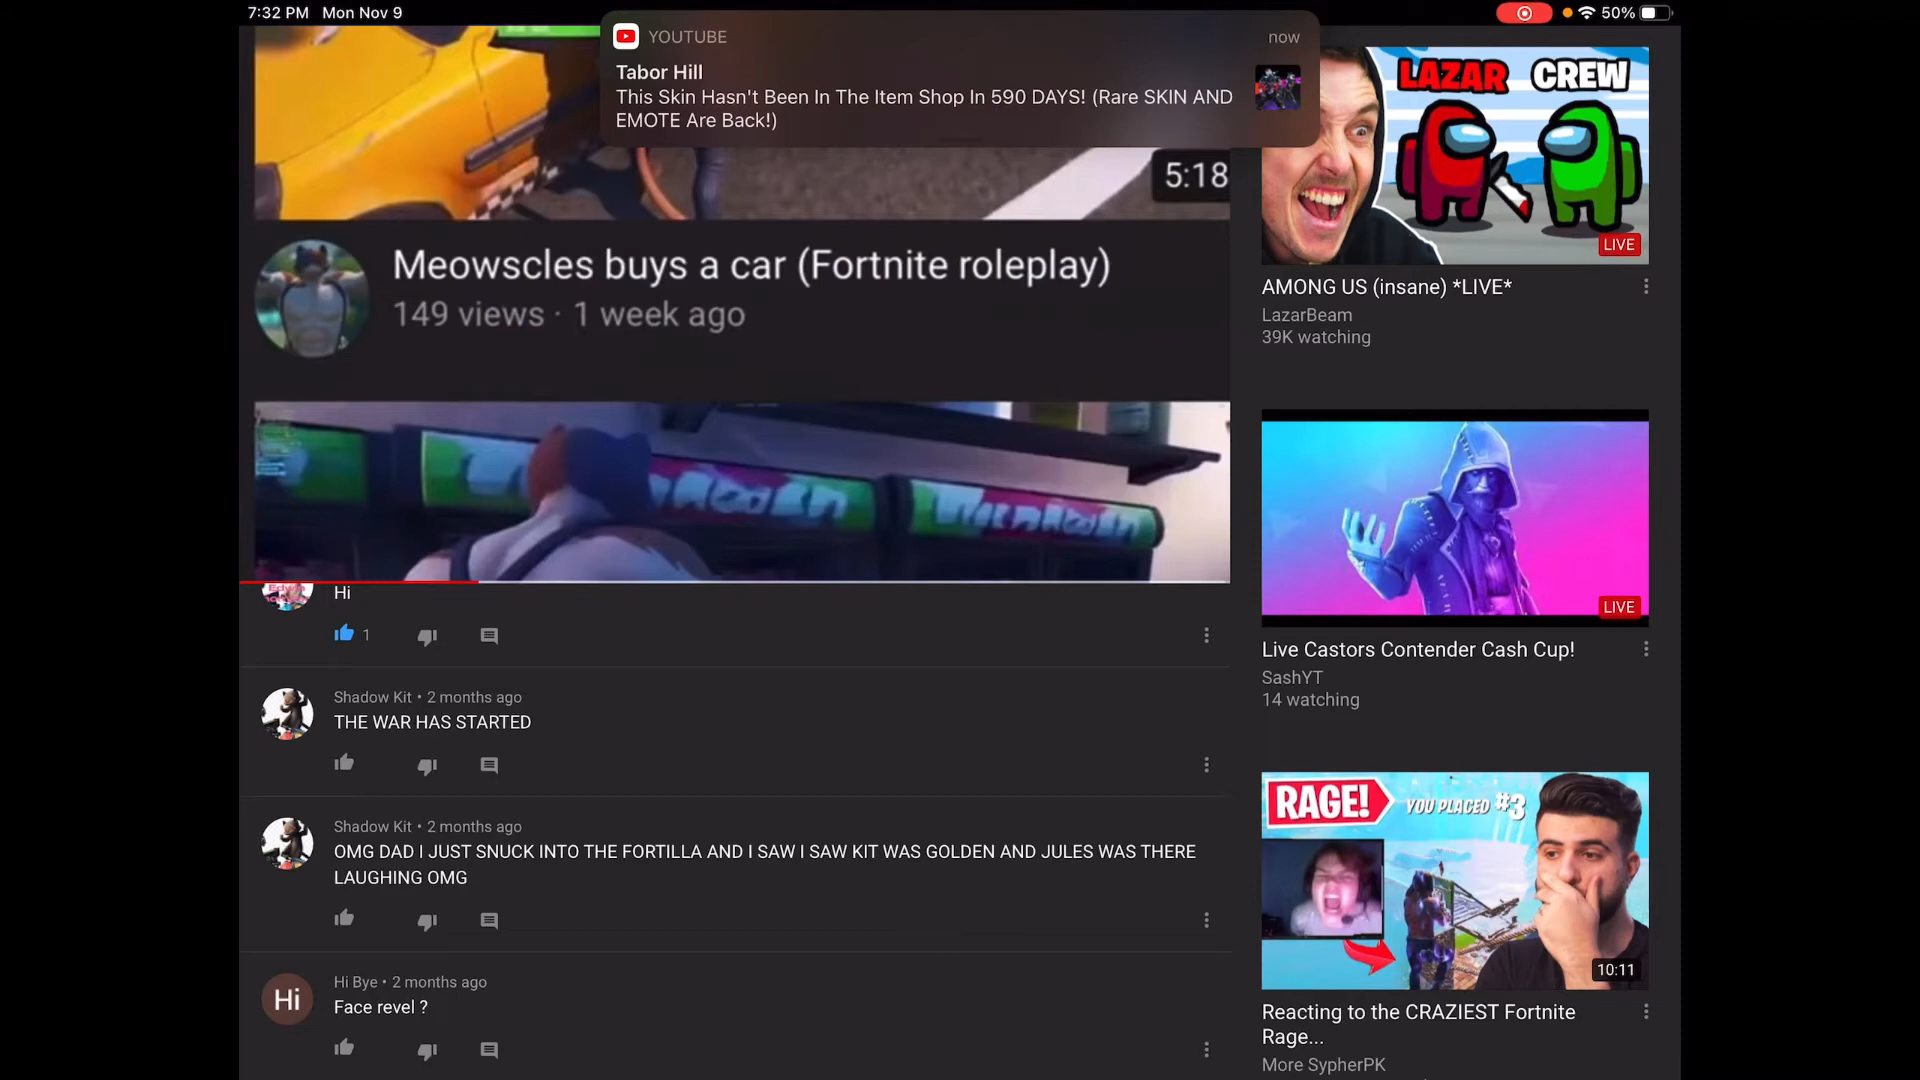 7:32 PM Mon Nov 9
50%
YOUTUBE
now
Tabor Hill
This Skin Hasn't Been In The Item Shop In 590 DAYS! (Rare SKIN AND
EMOTE Are Back!)
5:18
Meowscles buys a car (Fortnite roleplay)
149 views · 1 week ago
Hi
1
Shadow Kit • 2 months ago
THE WAR HAS STARTED
Shadow Kit • 2 months ago
OMG DAD I JUST SNUCK INTO THE FORTILLA AND I SAW I SAW KIT WAS GOLDEN AND JULES WAS THERE
LAUGHING OMG
Hi
Hi Bye • 2 months ago
Face revel ?
LAZAR CREW
LIVE
AMONG US (insane) *LIVE*
LazarBeam
39K watching
LIVE
Live Castors Contender Cash Cup!
SashYT
14 watching
RAGE!
YOU PLACED #3
10:11
Reacting to the CRAZIEST Fortnite
Rage...
More SypherPK